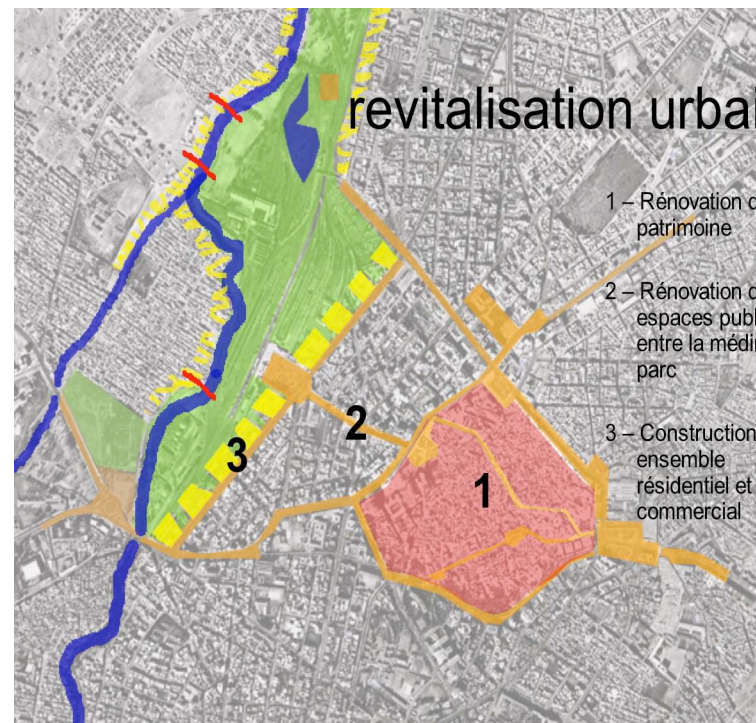 revitalisation urbai
1 – Rénovation d
patrimoine
2 – Rénovation d
espaces publ
entre la médi
parc
3 – Construction
ensemble
résidentiel et
commercial
3
2
1